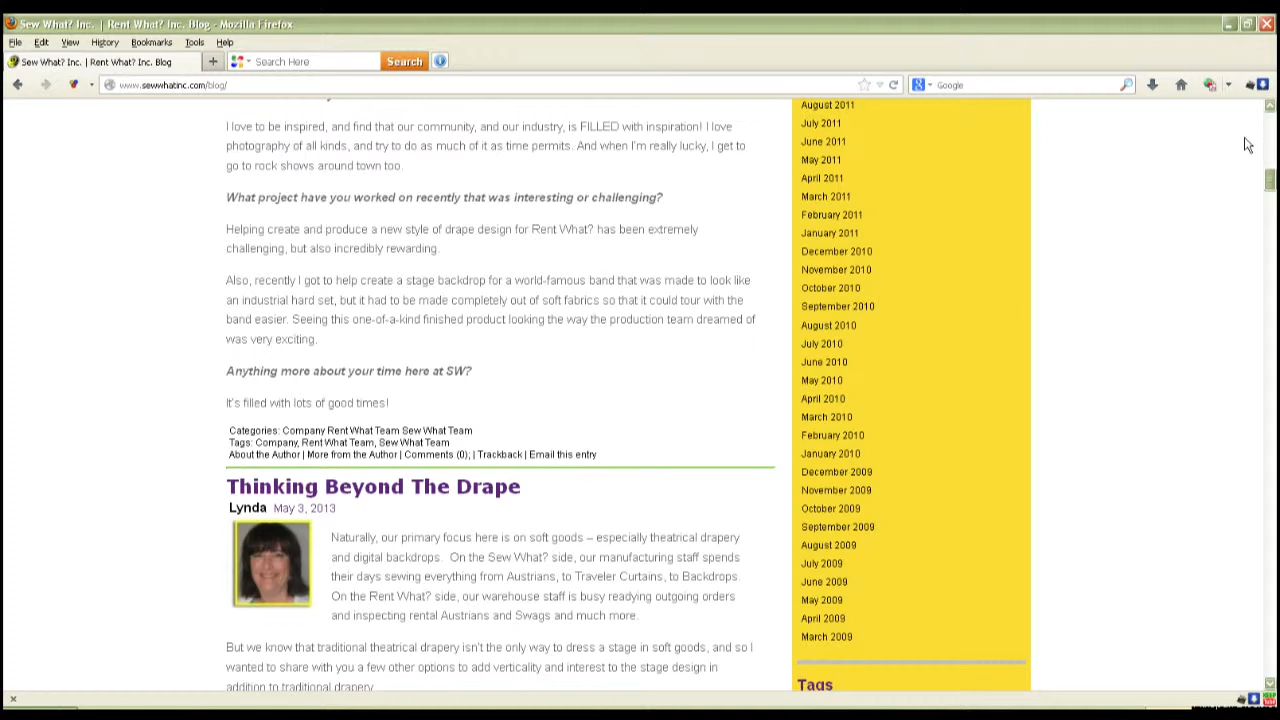 Sew What? Inc. | Rent What? Inc. Blog - Mozilla Firefox
File Edit View History Bookmarks Tools Help
Sew What? Inc. | Rent What? Inc. Blog
Search Here
Search
www.sewwhatinc.com/blog/
Google
I love to be inspired, and find that our community, and our industry, is FILLED with inspiration! I love
photography of all kinds, and try to do as much of it as time permits. And when I'm really lucky, I get to
go to rock shows around town too.
What project have you worked on recently that was interesting or challenging?
Helping create and produce a new style of drape design for Rent What? has been extremely
challenging, but also incredibly rewarding.
Also, recently I got to help create a stage backdrop for a world-famous band that was made to look like
an industrial hard set, but it had to be made completely out of soft fabrics so that it could tour with the
band easier. Seeing this one-of-a-kind finished product looking the way the production team dreamed of
was very exciting.
Anything more about your time here at SW?
It's filled with lots of good times!
Categories: Company Rent What Team Sew What Team
Tags: Company, Rent What Team, Sew What Team
About the Author | More from the Author | Comments (0); | Trackback | Email this entry
Thinking Beyond The Drape
Lynda May 3, 2013
Naturally, our primary focus here is on soft goods – especially theatrical drapery
and digital backdrops. On the Sew What? side, our manufacturing staff spends
their days sewing everything from Austrians, to Traveler Curtains, to Backdrops.
On the Rent What? side, our warehouse staff is busy readying outgoing orders
and inspecting rental Austrians and Swags and much more.
But we know that traditional theatrical drapery isn't the only way to dress a stage in soft goods, and so I
wanted to share with you a few other options to add verticality and interest to the stage design in
addition to traditional drapery
August 2011
July 2011
June 2011
May 2011
April 2011
March 2011
February 2011
January 2011
December 2010
November 2010
October 2010
September 2010
August 2010
July 2010
June 2010
May 2010
April 2010
March 2010
February 2010
January 2010
December 2009
November 2009
October 2009
September 2009
August 2009
July 2009
June 2009
May 2009
April 2009
March 2009
Tags